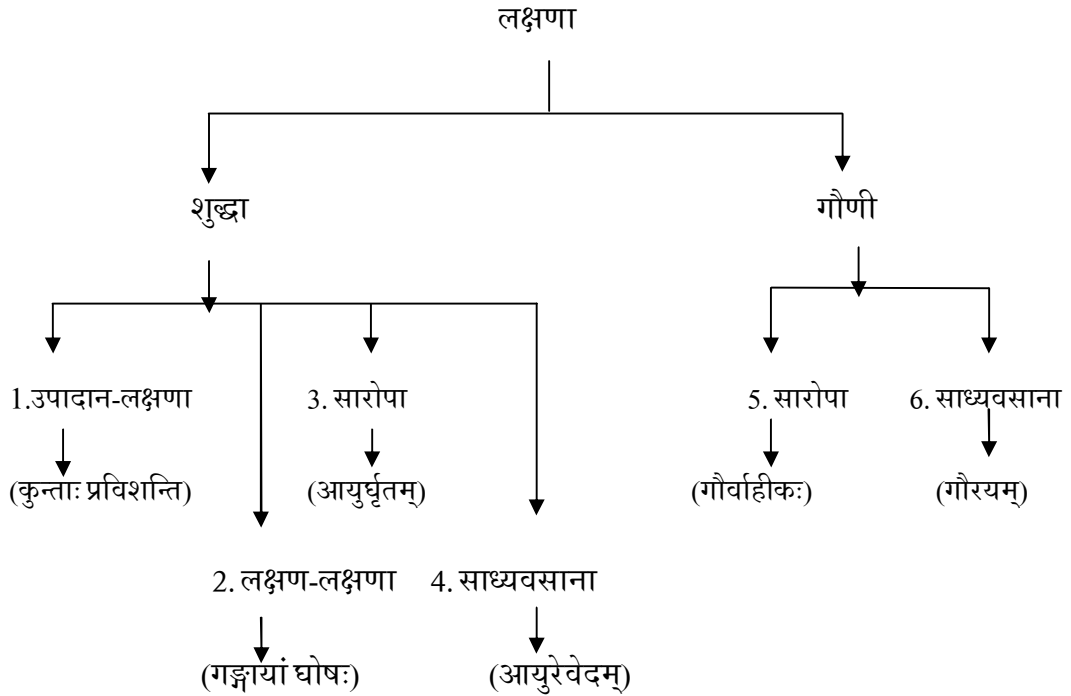 लक्षणा
शुद्धा
गौणी
1.उपादान-लक्षणा
3. सारोपा
5. सारोपा
6. साध्यवसाना
(कुन्ताः प्रविशन्ति)
(आयुर्घृतम्)
(गौर्वाहीकः)
(गौरयम्)
2. लक्षण-लक्षणा
4. साध्यवसाना
(गङ्गायां घोषः)
(आयुरेवेदम्)